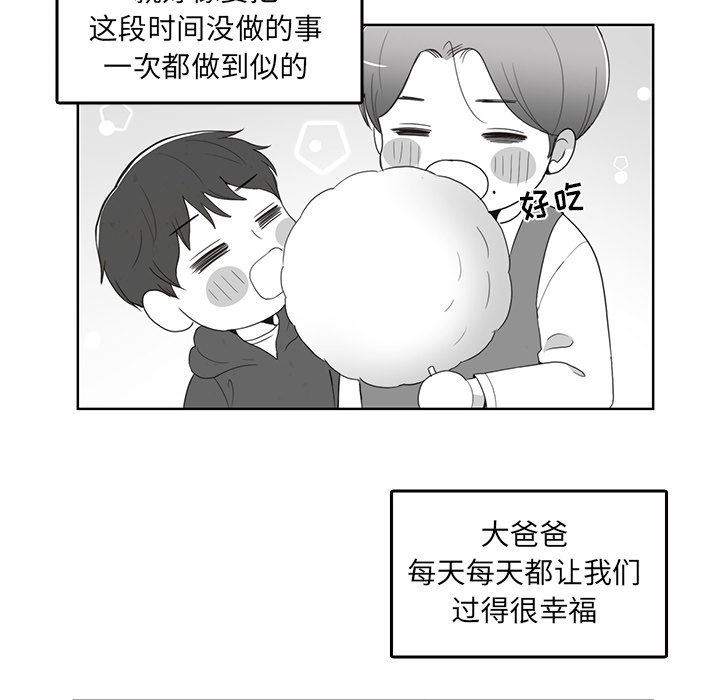 这段时间没做的事
一次都做到似的
好吃
大爸爸
每天每天都让我们
过得很幸福